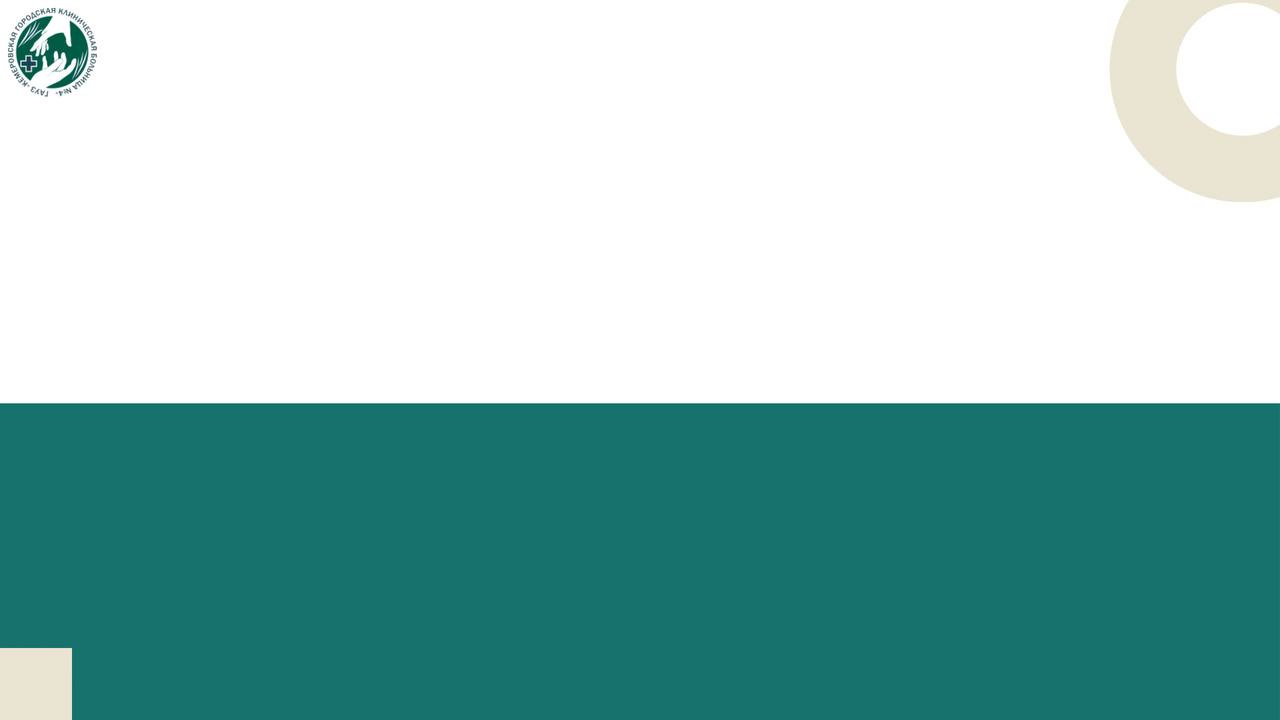 ГАУЗ «КЕМЕРОВСКАЯ ГОРОДСКАЯ КЛИНИЧЕСКАЯ БОЛЬНИЦА №4»